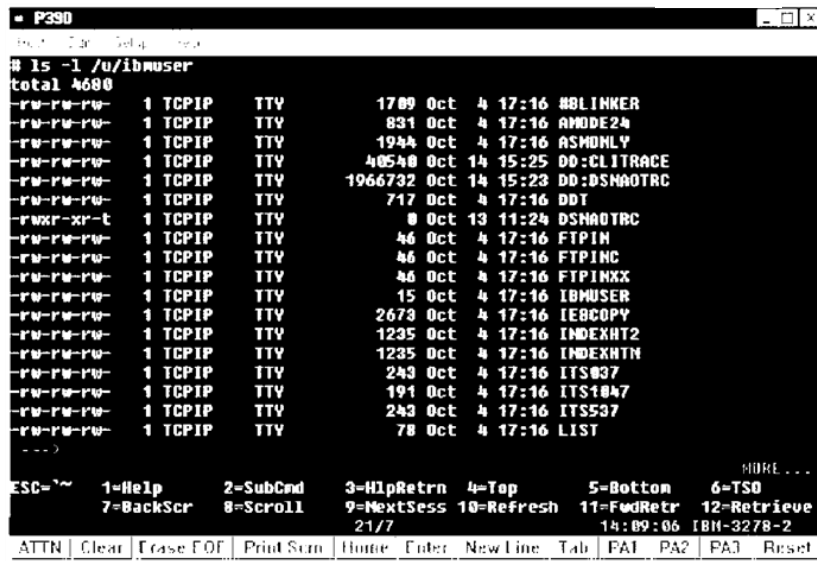 P390
Help
# ls -l /u/ibmuser
total 4680
-rw-rw-rw- 1 TCPIP TTY 1709 Oct 4 17:16 #BLINKER
-rw-rw-rw- 1 TCPIP TTY 831 Oct 4 17:16 AMODE24
-rw-rw-rw- 1 TCPIP TTY 1944 Oct 4 17:16 ASMONLY
-rw-rw-rw- 1 TCPIP TTY 40540 Oct 14 15:25 DD:CLITRACE
-rw-rw-rw- 1 TCPIP TTY 1966732 Oct 14 15:23 DD:DSNAOTRC
-rw-rw-rw- 1 TCPIP TTY 717 Oct 4 17:16 DDT
-rwxr-xr-t 1 TCPIP TTY 0 Oct 13 11:24 DSNAOTRC
-rw-rw-rw- 1 TCPIP TTY 46 Oct 4 17:16 FTPIN
-rw-rw-rw- 1 TCPIP TTY 46 Oct 4 17:16 FTPINC
-rw-rw-rw- 1 TCPIP TTY 46 Oct 4 17:16 FTPINXX
-rw-rw-rw- 1 TCPIP TTY 15 Oct 4 17:16 IBMUSER
-rw-rw-rw- 1 TCPIP TTY 2673 Oct 4 17:16 IEBCOPY
-rw-rw-rw- 1 TCPIP TTY 1235 Oct 4 17:16 INDEXHT2
-rw-rw-rw- 1 TCPIP TTY 1235 Oct 4 17:16 INDEXHTN
-rw-rw-rw- 1 TCPIP TTY 243 Oct 4 17:16 ITS037
-rw-rw-rw- 1 TCPIP TTY 191 Oct 4 17:16 ITS1047
-rw-rw-rw- 1 TCPIP TTY 243 Oct 4 17:16 ITS537
-rw-rw-rw- 1 TCPIP TTY 78 Oct 4 17:16 LIST
--->
MORE...
ESC=`~ 1=Help 2=SubCmd 3=HlpRetrn 4=Top 5=Bottom 6=TSO
7=BackScr 8=Scroll 9=NextSess 10=Refresh 11=FwdRetr 12=Retrieve
21/7 14:09:06 IBM-3278-2
ATTN Clear Erase EOF Print Scrn Home Enter New Line Tab PA1 PA2 PA3 Reset